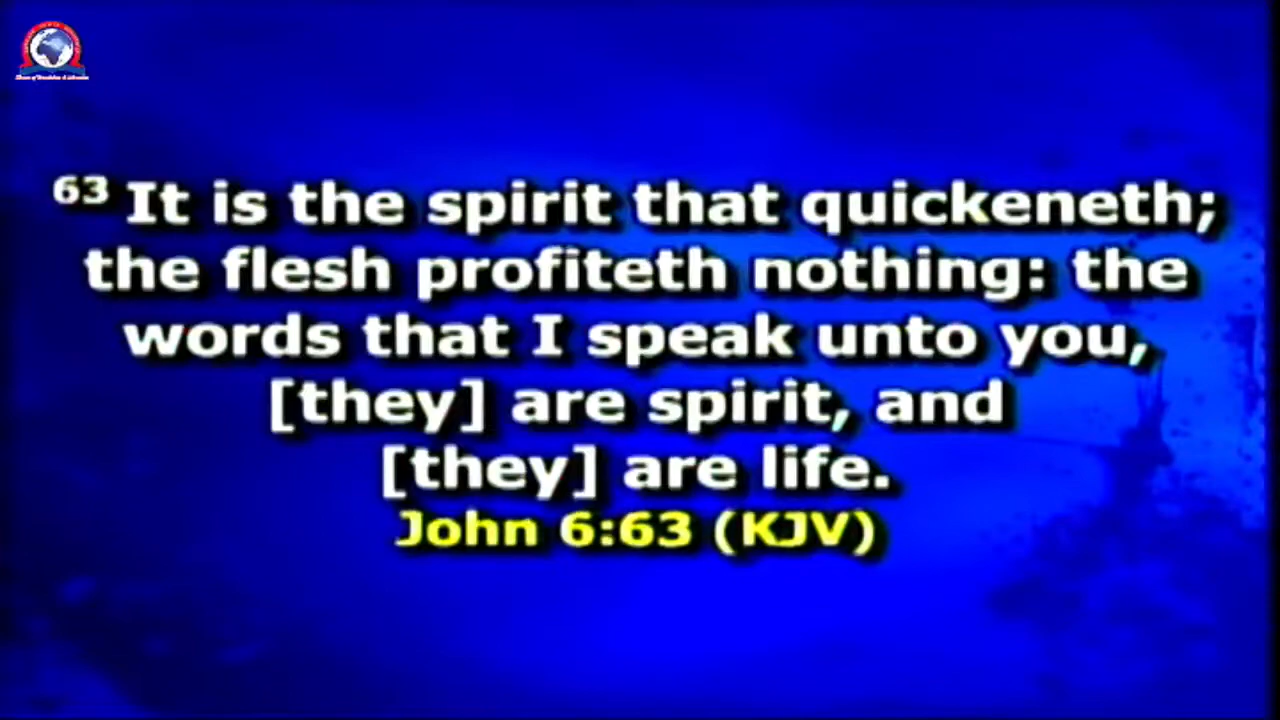 63 It is the spirit that quickeneth;
the flesh profiteth nothing: the
words that I speak unto you,
[they] are spirit, and
[they] are life.
John 6:63 (KJV)